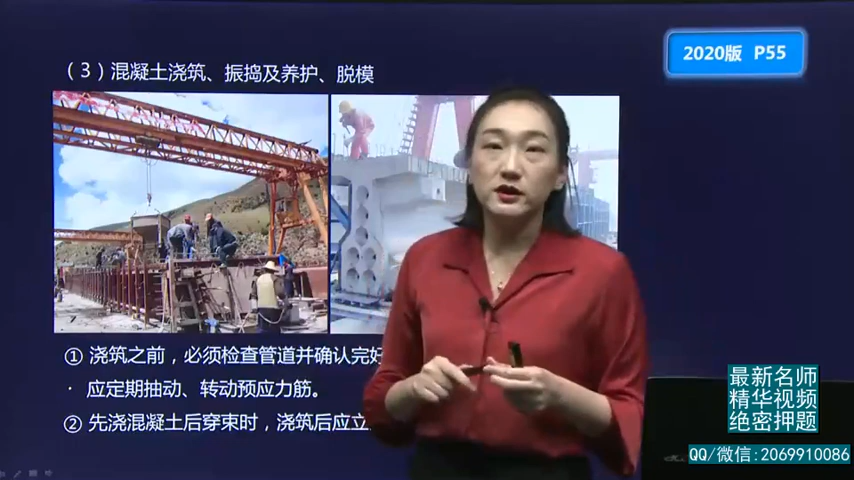 2020版 P55
（3）混凝土浇筑、振捣及养护、脱模
① 浇筑之前，必须检查管道并确认完好
· 应定期抽动、转动预应力筋。
② 先浇混凝土后穿束时，浇筑后应立
最新名师
精华视频
绝密押题
QQ/微信:2069910086